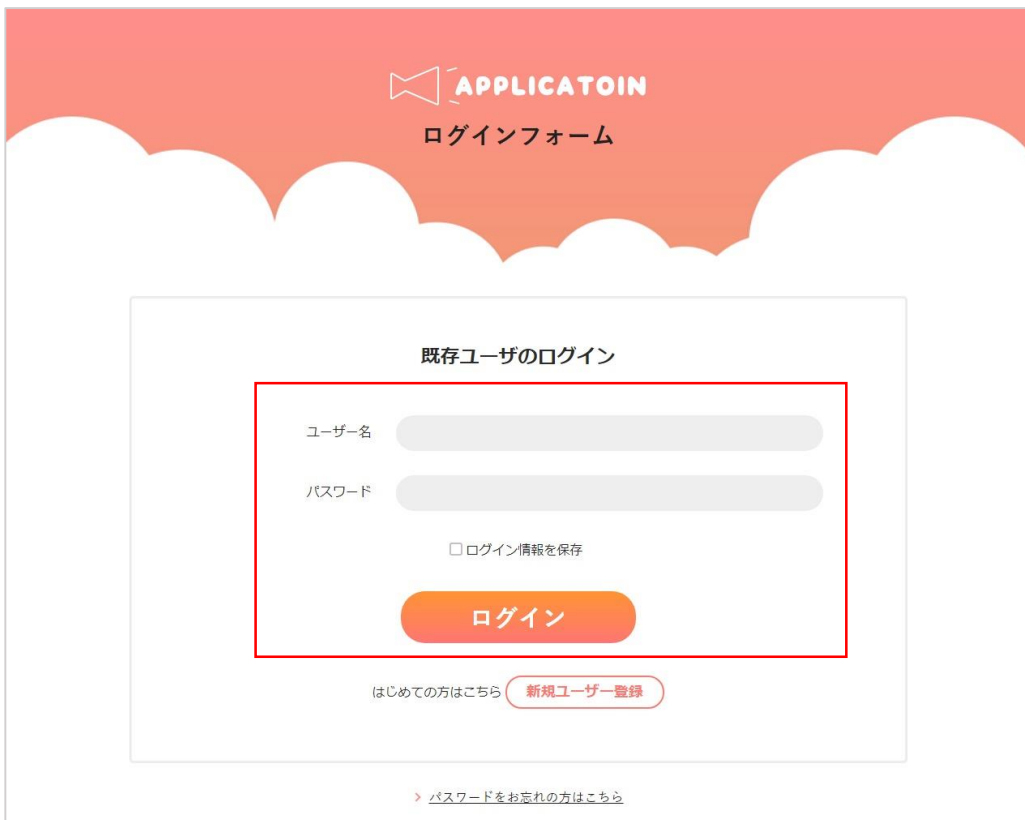 APPLICATOIN
ログインフォーム
既存ユーザのログイン
ユーザー名
パスワード
ログイン情報を保存
ログイン
はじめての方はこちら 新規ユーザー登録
> パスワードをお忘れの方はこちら